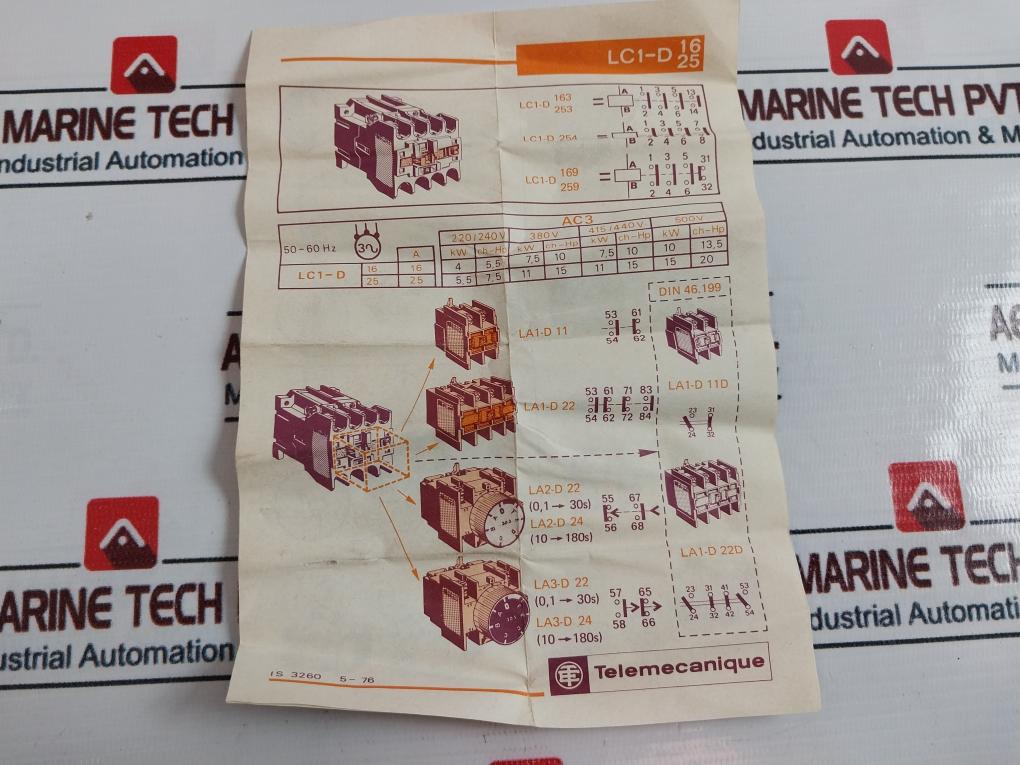 LC1-D 16
25
LC1-D 163
253
=
A 1 3 5 13
B 2 4 6 14
LC1-D 254
=
A 1 3 5 7
B 2 4 6 8
LC1-D 169
259
=
A 1 3 5 31
B 2 4 6 32
AC3
50-60 Hz 3~ 220/240V 380V 415/440V 500V
A kW ch-Hp kW ch-Hp kW ch-Hp kW ch-Hp
LC1-D 16 16 4 5,5 7,5 10 7,5 10 10 13,5
25 25 5,5 7,5 11 15 11 15 15 20
DIN 46.199
LA1-D 11
53 61
54 62
LA1-D 11D
23 31
24 32
LA1-D 22
53 61 71 83
54 62 72 84
LA2-D 22
(0,1 → 30s)
LA2-D 24
(10 → 180s)
55 67
56 68
LA1-D 22D
23 31 41 53
24 32 42 54
LA3-D 22
(0,1 → 30s)
LA3-D 24
(10 → 180s)
57 65
58 66
IS 3260 5-76
Telemecanique
MARINE TECH
Industrial Automation
MARINE TECH PVT
Industrial Automation & M
MARINE TECH
ustrial Automation
MARINE TECH
dustrial Automation